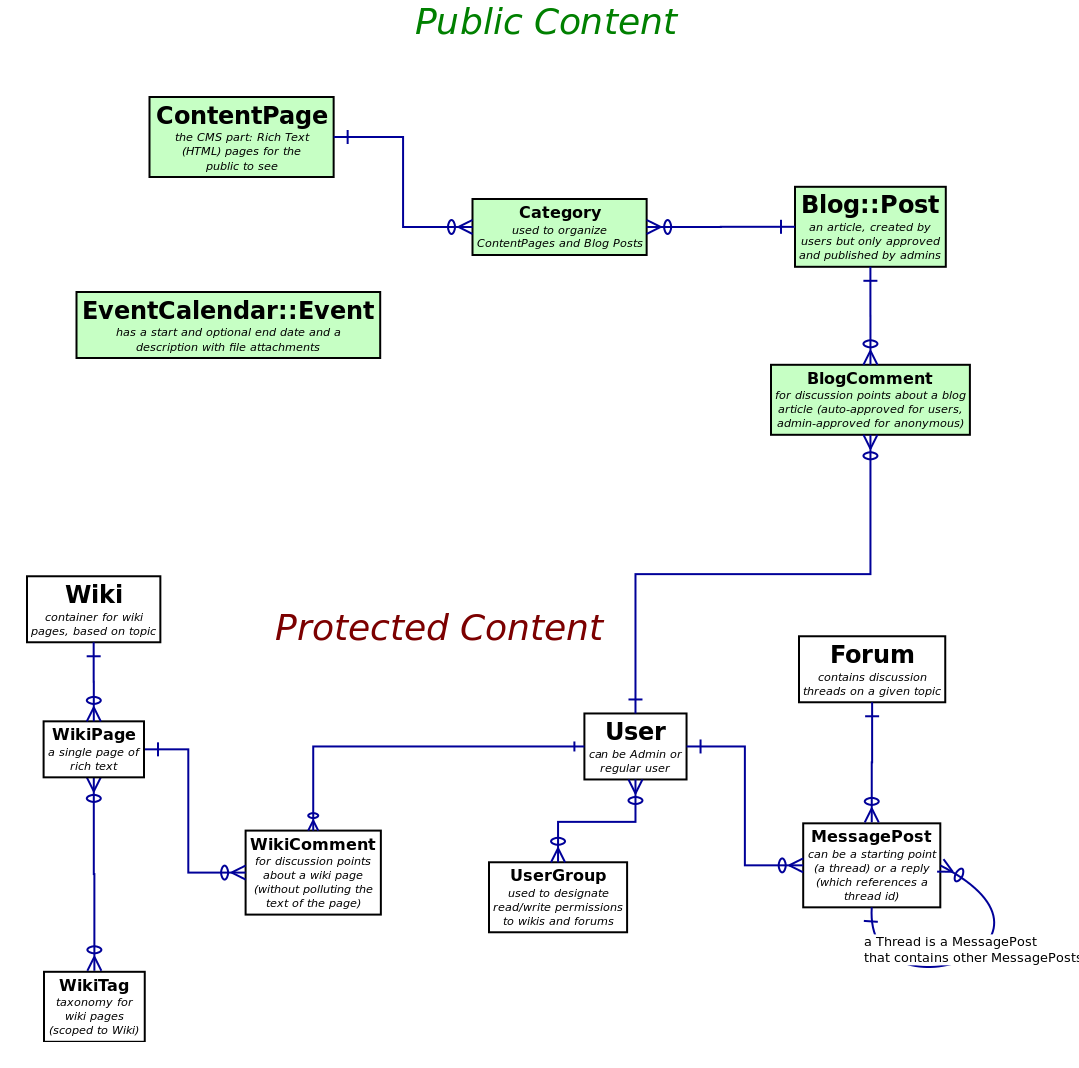 Public Content
ContentPage
the CMS part: Rich Text
(HTML) pages for the
public to see
Category
used to organize
ContentPages and Blog Posts
Blog::Post
an article, created by
users but only approved
and published by admins
EventCalendar::Event
has a start and optional end date and a
description with file attachments
BlogComment
for discussion points about a blog
article (auto-approved for users,
admin-approved for anonymous)
Wiki
container for wiki
pages, based on topic
Protected Content
Forum
contains discussion
threads on a given topic
WikiPage
a single page of
rich text
User
can be Admin or
regular user
WikiComment
for discussion points
about a wiki page
(without polluting the
text of the page)
UserGroup
used to designate
read/write permissions
to wikis and forums
MessagePost
can be a starting point
(a thread) or a reply
(which references a
thread id)
a Thread is a MessagePost
that contains other MessagePosts
WikiTag
taxonomy for
wiki pages
(scoped to Wiki)